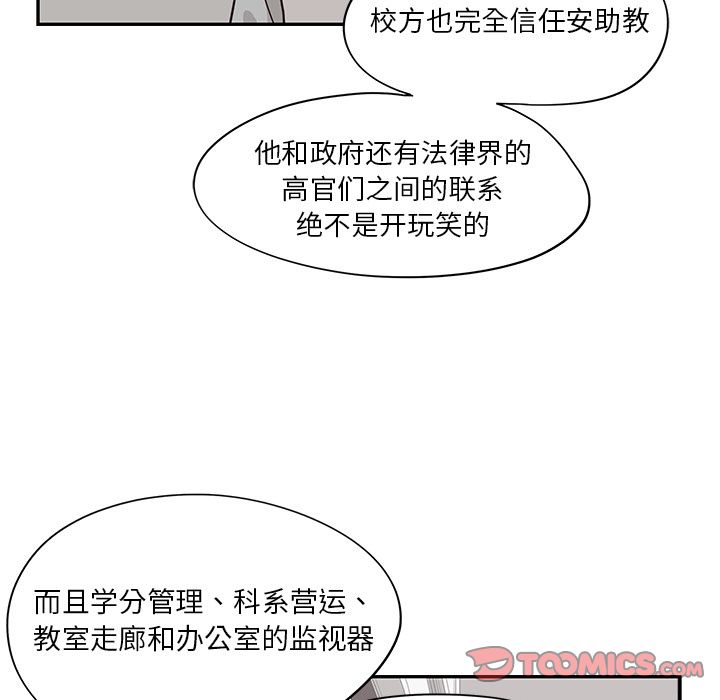 校方也完全信任安助教
他和政府还有法律界的
高官们之间的联系
绝不是开玩笑的
而且学分管理、科系营运、
教室走廊和办公室的监视器
TOOMICS.COM